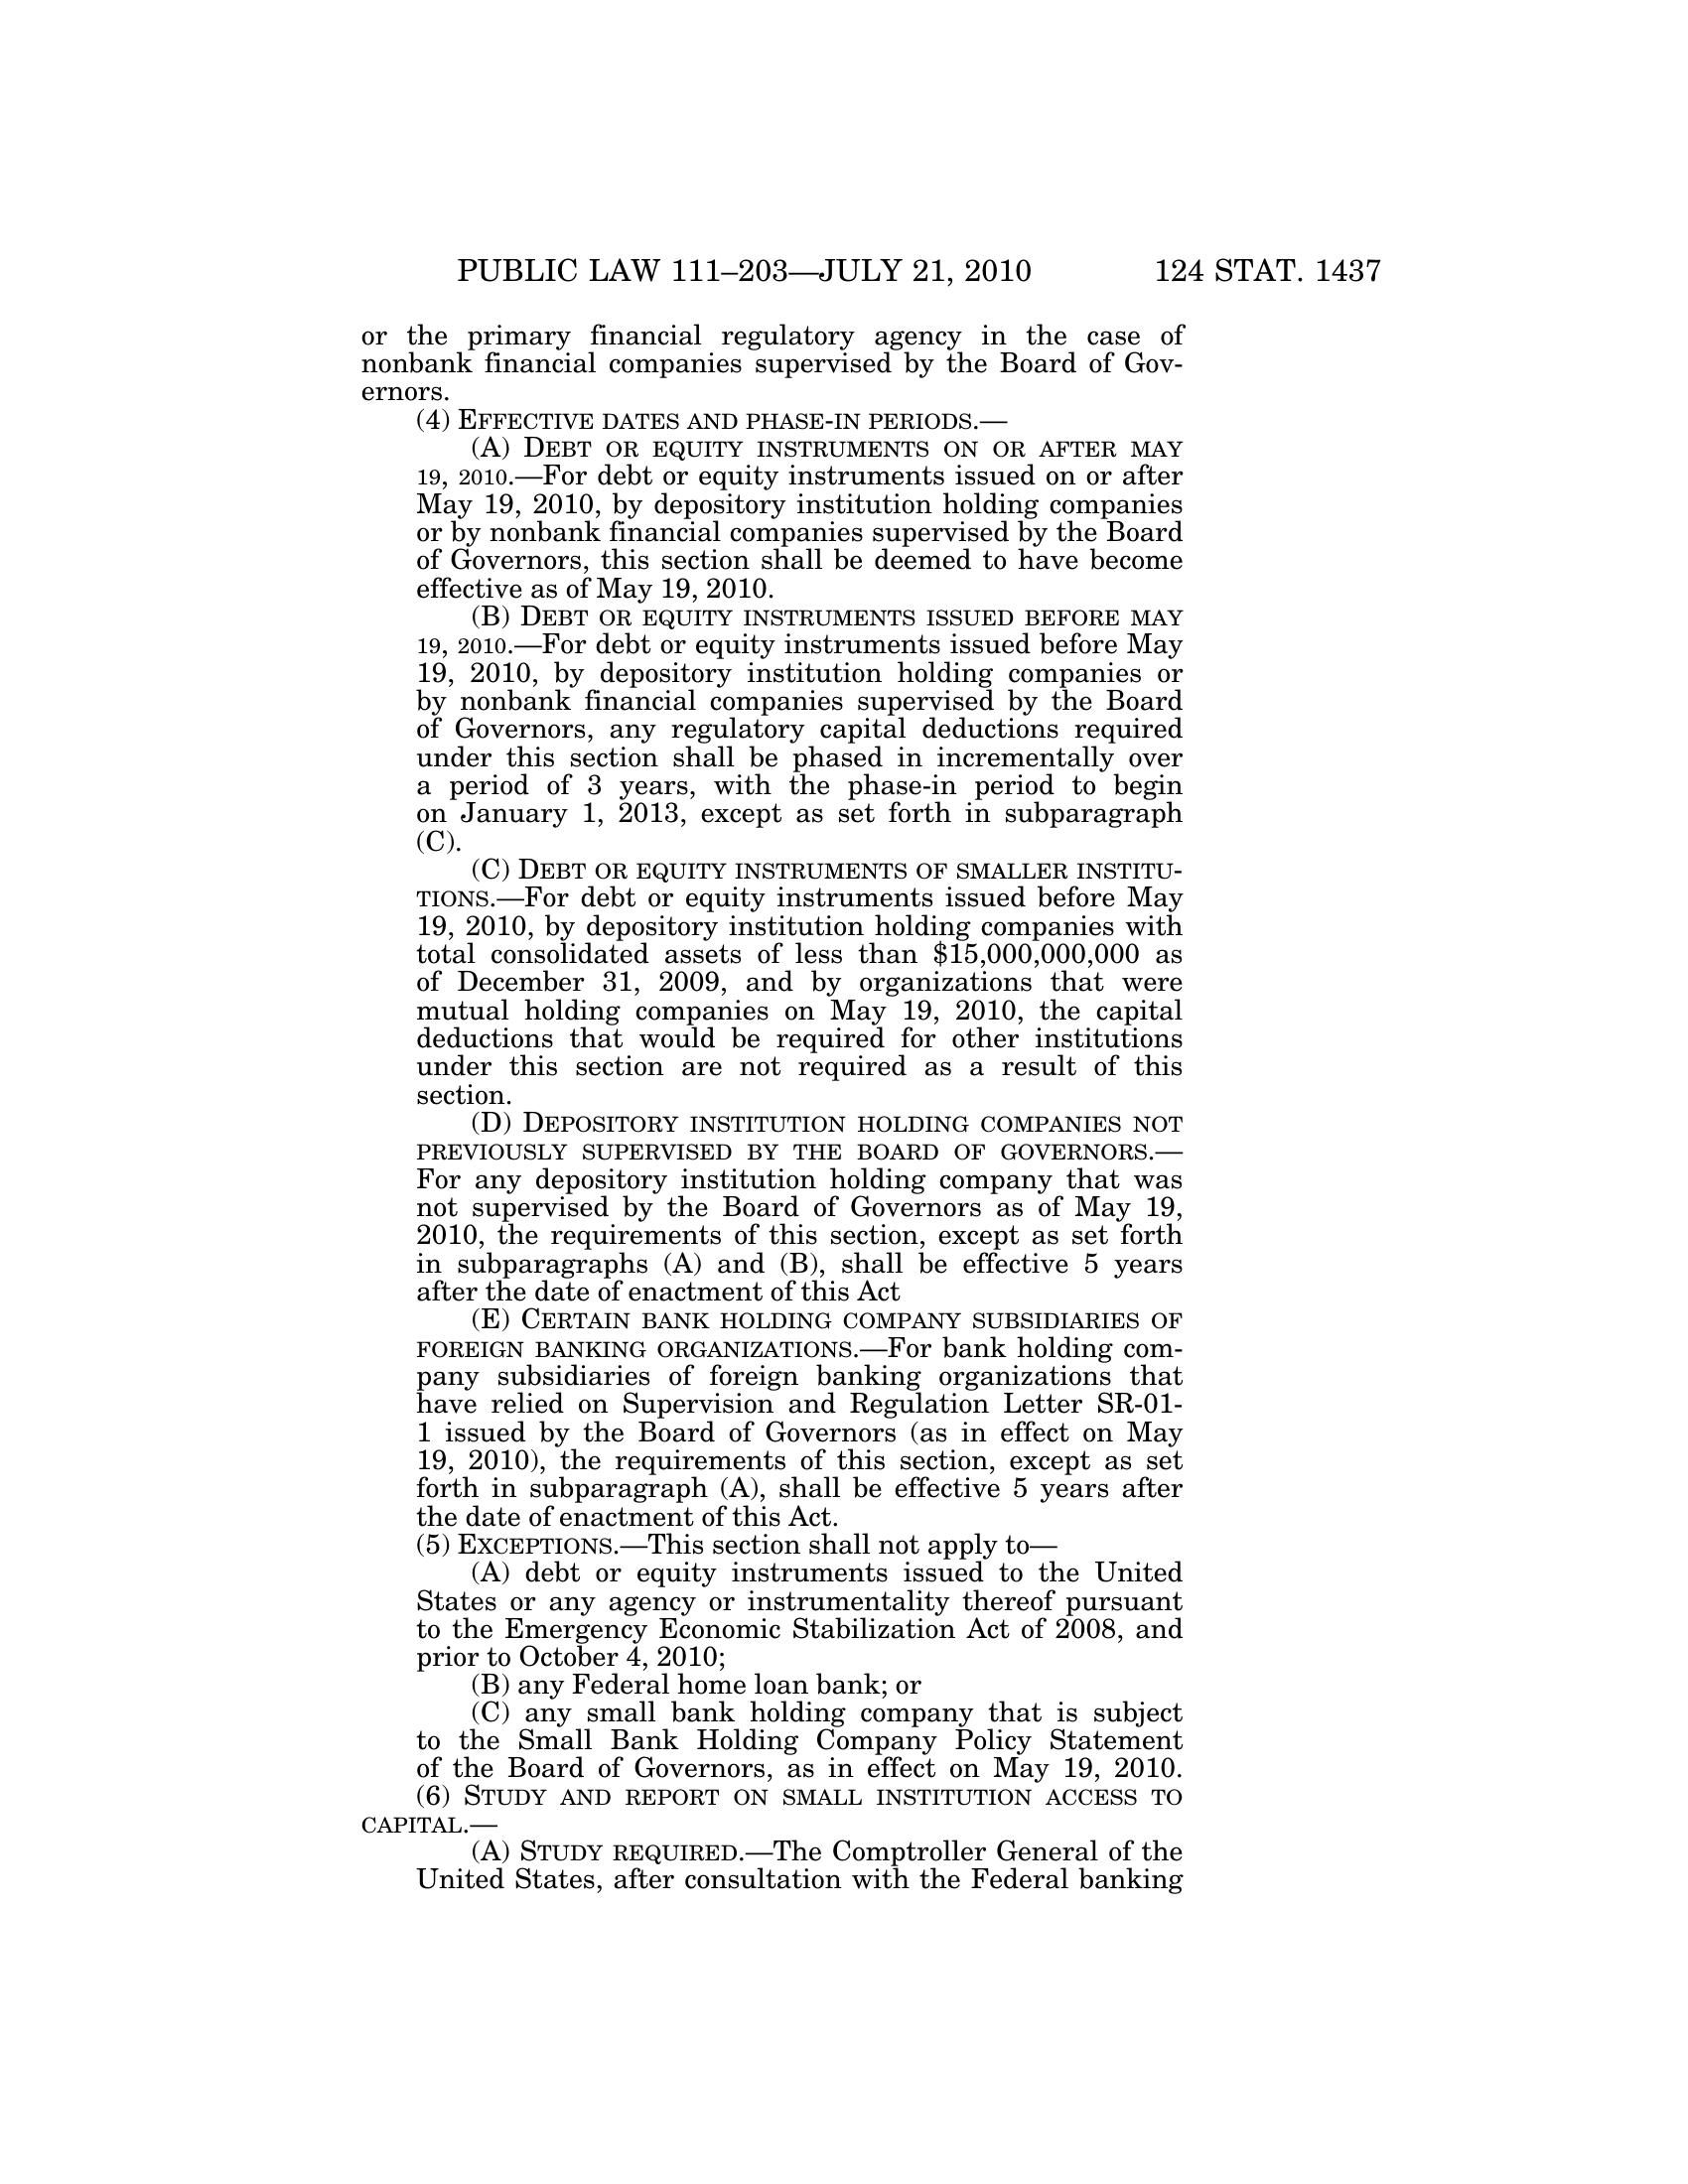 PUBLIC LAW 111–203—JULY 21, 2010 124 STAT. 1437
or the primary financial regulatory agency in the case of
nonbank financial companies supervised by the Board of Gov-
ernors.
(4) EFFECTIVE DATES AND PHASE-IN PERIODS.—
(A) DEBT OR EQUITY INSTRUMENTS ON OR AFTER MAY
19, 2010.—For debt or equity instruments issued on or after
May 19, 2010, by depository institution holding companies
or by nonbank financial companies supervised by the Board
of Governors, this section shall be deemed to have become
effective as of May 19, 2010.
(B) DEBT OR EQUITY INSTRUMENTS ISSUED BEFORE MAY
19, 2010.—For debt or equity instruments issued before May
19, 2010, by depository institution holding companies or
by nonbank financial companies supervised by the Board
of Governors, any regulatory capital deductions required
under this section shall be phased in incrementally over
a period of 3 years, with the phase-in period to begin
on January 1, 2013, except as set forth in subparagraph
(C).
(C) DEBT OR EQUITY INSTRUMENTS OF SMALLER INSTITU-
TIONS.—For debt or equity instruments issued before May
19, 2010, by depository institution holding companies with
total consolidated assets of less than $15,000,000,000 as
of December 31, 2009, and by organizations that were
mutual holding companies on May 19, 2010, the capital
deductions that would be required for other institutions
under this section are not required as a result of this
section.
(D) DEPOSITORY INSTITUTION HOLDING COMPANIES NOT
PREVIOUSLY SUPERVISED BY THE BOARD OF GOVERNORS.—
For any depository institution holding company that was
not supervised by the Board of Governors as of May 19,
2010, the requirements of this section, except as set forth
in subparagraphs (A) and (B), shall be effective 5 years
after the date of enactment of this Act
(E) CERTAIN BANK HOLDING COMPANY SUBSIDIARIES OF
FOREIGN BANKING ORGANIZATIONS.—For bank holding com-
pany subsidiaries of foreign banking organizations that
have relied on Supervision and Regulation Letter SR-01-
1 issued by the Board of Governors (as in effect on May
19, 2010), the requirements of this section, except as set
forth in subparagraph (A), shall be effective 5 years after
the date of enactment of this Act.
(5) EXCEPTIONS.—This section shall not apply to—
(A) debt or equity instruments issued to the United
States or any agency or instrumentality thereof pursuant
to the Emergency Economic Stabilization Act of 2008, and
prior to October 4, 2010;
(B) any Federal home loan bank; or
(C) any small bank holding company that is subject
to the Small Bank Holding Company Policy Statement
of the Board of Governors, as in effect on May 19, 2010.
(6) STUDY AND REPORT ON SMALL INSTITUTION ACCESS TO
CAPITAL.—
(A) STUDY REQUIRED.—The Comptroller General of the
United States, after consultation with the Federal banking